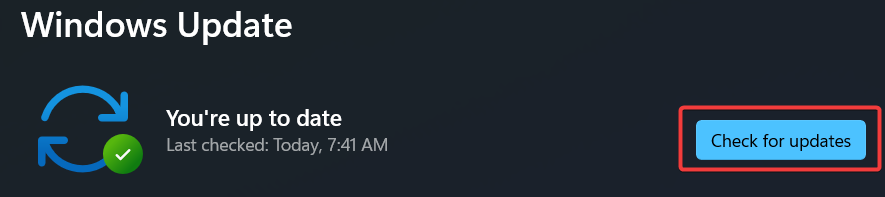 Windows Update
You're up to date
Last checked: Today, 7:41 AM
Check for updates